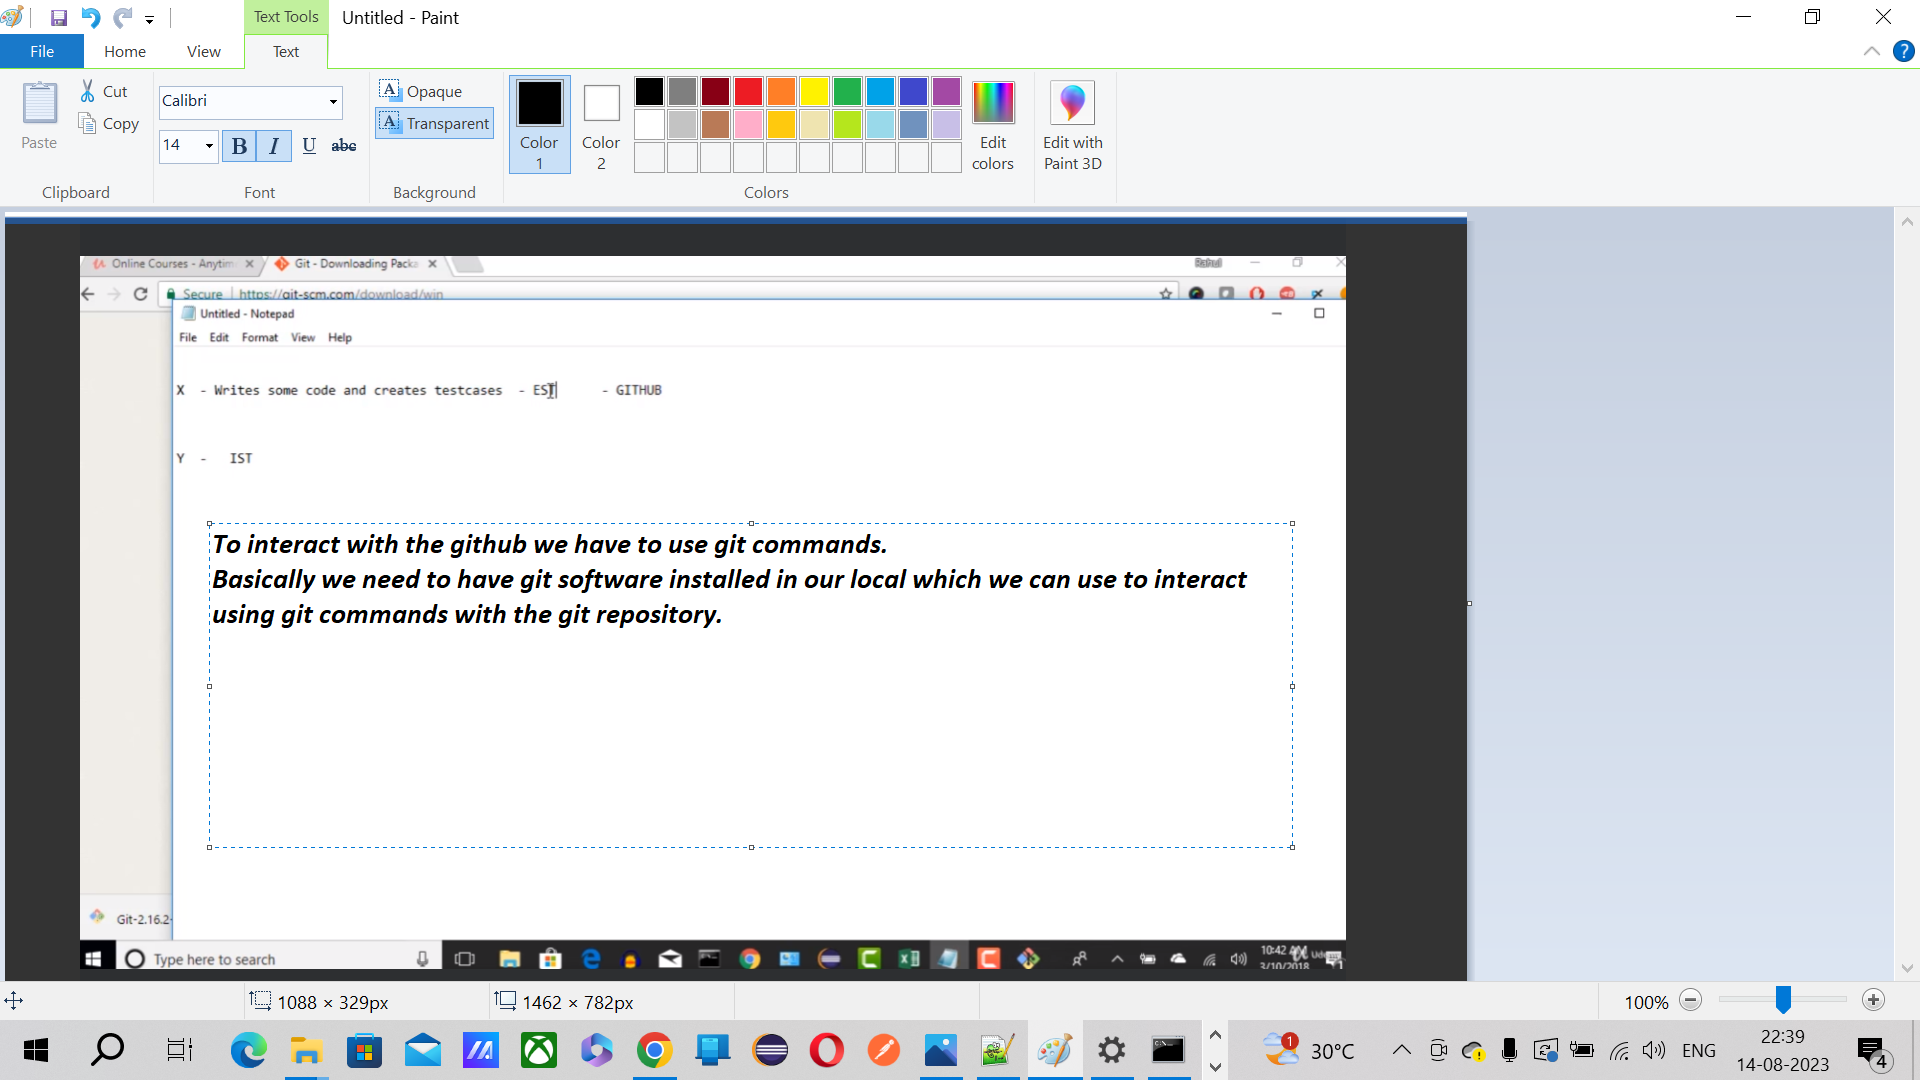 Text Tools
Untitled - Paint
File
Home
View
Text
Paste
Cut
Copy
Clipboard
Calibri
14
B I U abc
Font
Opaque
Transparent
Background
Color 1
Color 2
Edit colors
Colors
Edit with Paint 3D
Online Courses - Anytim
Git - Downloading Packa
Rahul
Secure | https://git-scm.com/download/win
Untitled - Notepad
File Edit Format View Help
X - Writes some code and creates testcases - EST - GITHUB
Y - IST
To interact with the github we have to use git commands.
Basically we need to have git software installed in our local which we can use to interact
using git commands with the git repository.
Git-2.16.2-
Type here to search
10:42 AM
3/10/2018
1088 × 329px
1462 × 782px
100%
1
30°C
ENG
22:39
14-08-2023
4